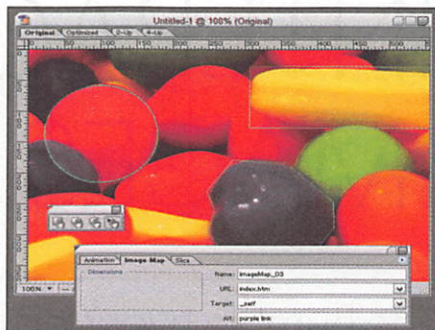 Untitled-1 @ 100% (Original)
Original Optimized 2-Up 4-Up
Animation Image Map Slice
Dimensions
Name: ImageMap_03
URL: index.htm
100%
Target: _self
Alt: purple link